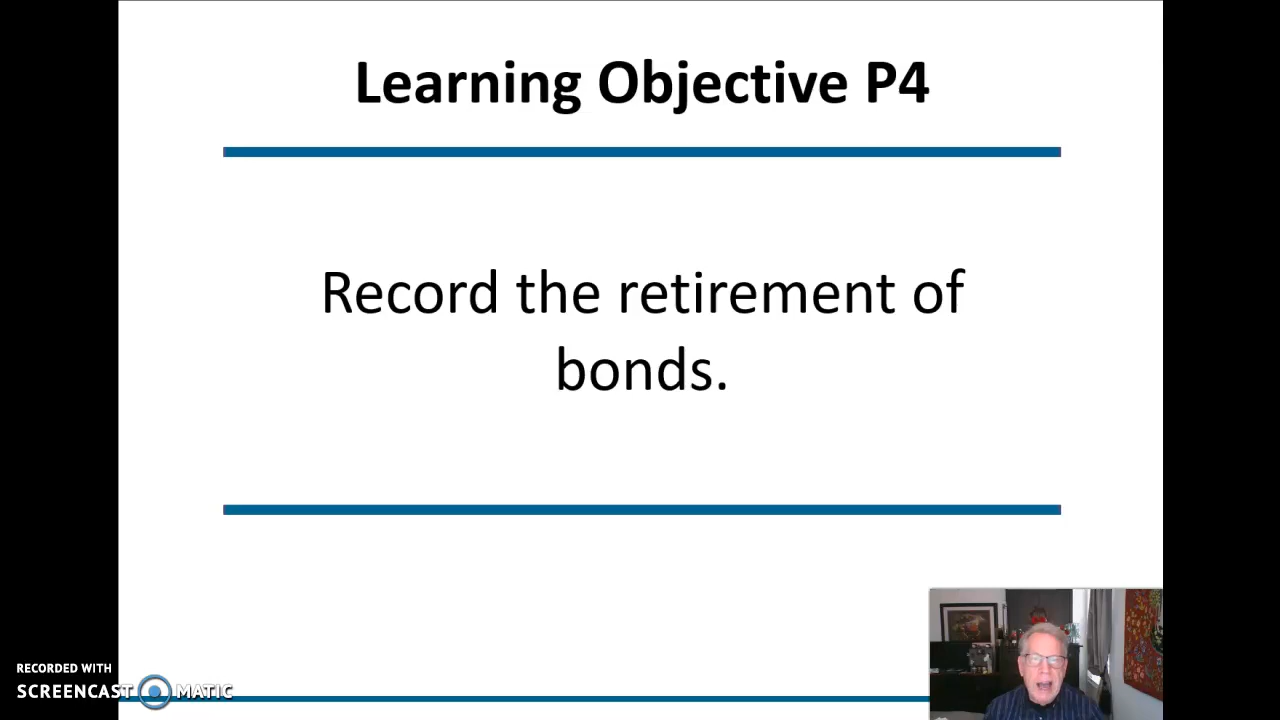 Learning Objective P4
Record the retirement of
bonds.
RECORDED WITH
SCREENCAST MATIC